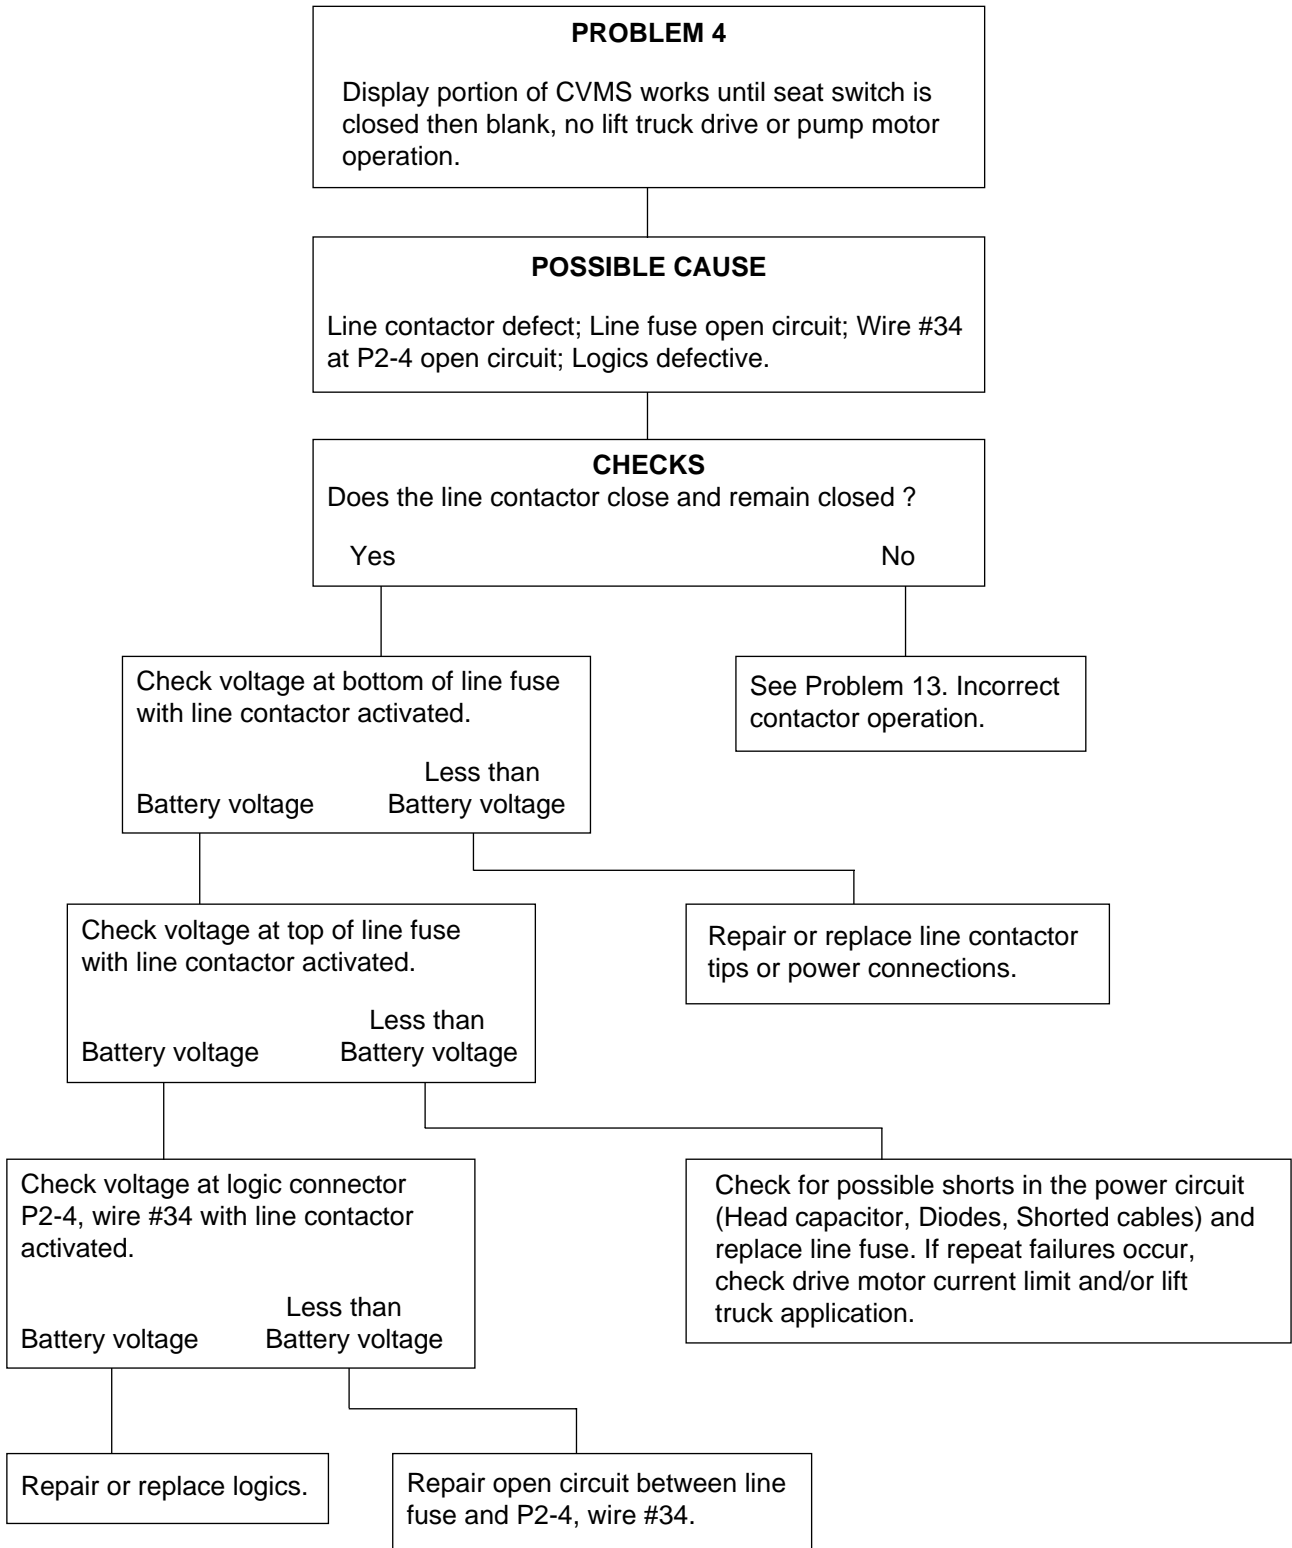 PROBLEM 4
Display portion of CVMS works until seat switch is
closed then blank, no lift truck drive or pump motor
operation.
POSSIBLE CAUSE
Line contactor defect; Line fuse open circuit; Wire #34
at P2-4 open circuit; Logics defective.
CHECKS
Does the line contactor close and remain closed ?
Yes No
Check voltage at bottom of line fuse
with line contactor activated.
Less than
Battery voltage Battery voltage
See Problem 13. Incorrect
contactor operation.
Check voltage at top of line fuse
with line contactor activated.
Less than
Battery voltage Battery voltage
Repair or replace line contactor
tips or power connections.
Check voltage at logic connector
P2-4, wire #34 with line contactor
activated.
Less than
Battery voltage Battery voltage
Check for possible shorts in the power circuit
(Head capacitor, Diodes, Shorted cables) and
replace line fuse. If repeat failures occur,
check drive motor current limit and/or lift
truck application.
Repair or replace logics.
Repair open circuit between line
fuse and P2-4, wire #34.